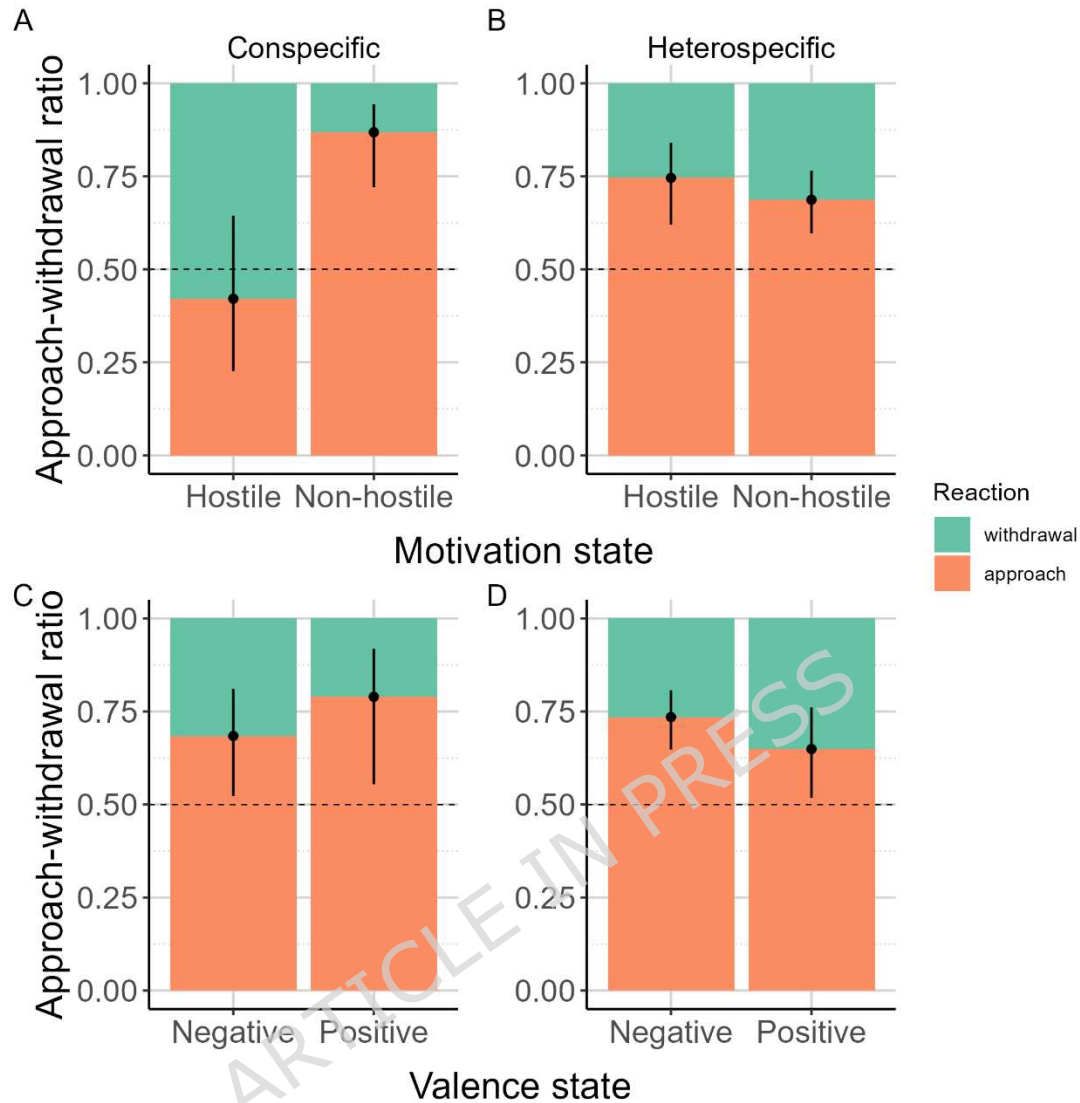 A
B
Conspecific
Heterospecific
Approach-withdrawal ratio
1.00
0.75
0.50
0.25
0.00
1.00
0.75
0.50
0.25
0.00
Hostile Non-hostile
Hostile Non-hostile
Motivation state
Reaction
withdrawal
approach
C
D
Approach-withdrawal ratio
1.00
0.75
0.50
0.25
0.00
1.00
0.75
0.50
0.25
0.00
Negative Positive
Negative Positive
Valence state
ARTICLE IN PRESS